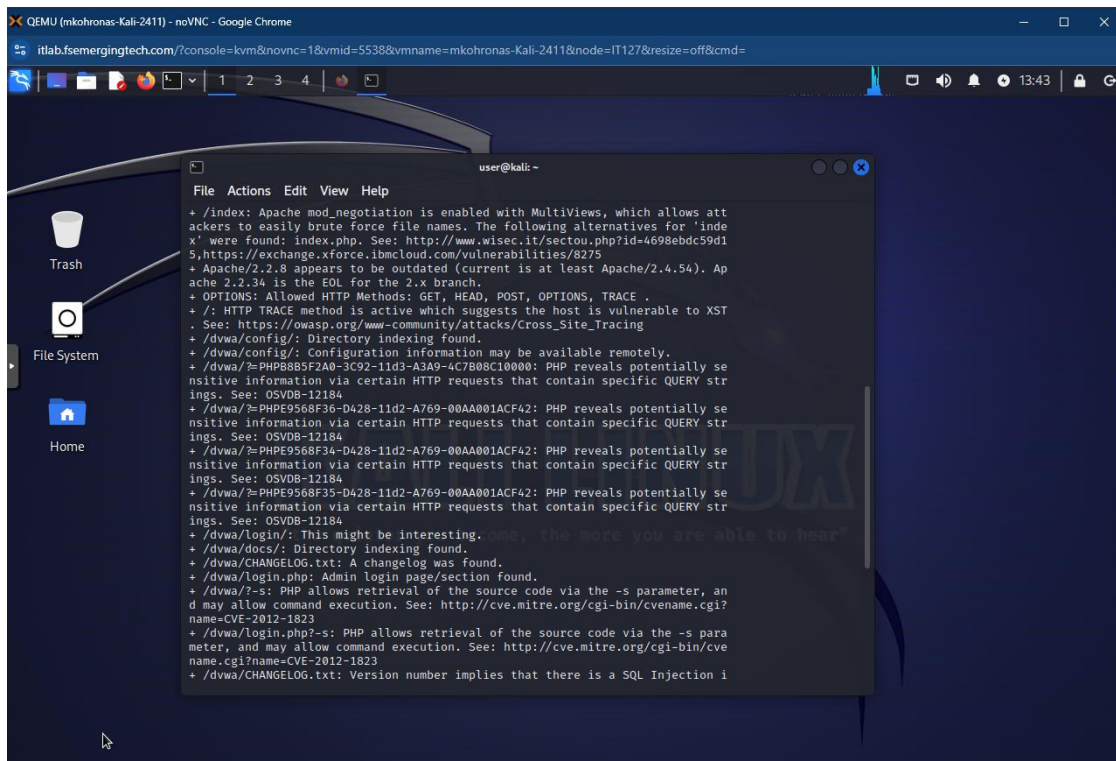 QEMU (mkohronas-Kali-2411) - noVNC - Google Chrome
itlab.fsemergingtech.com/?console=kvm&novnc=1&vmid=5538&vmname=mkohronas-Kali-2411&node=IT127&resize=off&cmd=
1 2 3 4 13:43
user@kali: ~
File Actions Edit View Help
+ /index: Apache mod_negotiation is enabled with MultiViews, which allows att
ackers to easily brute force file names. The following alternatives for 'inde
x' were found: index.php. See: http://www.wisec.it/sectou.php?id=4698ebdc59d1
5,https://exchange.xforce.ibmcloud.com/vulnerabilities/8275
+ Apache/2.2.8 appears to be outdated (current is at least Apache/2.4.54). Ap
ache 2.2.34 is the EOL for the 2.x branch.
+ OPTIONS: Allowed HTTP Methods: GET, HEAD, POST, OPTIONS, TRACE .
+ /: HTTP TRACE method is active which suggests the host is vulnerable to XST
. See: https://owasp.org/www-community/attacks/Cross_Site_Tracing
+ /dvwa/config/: Directory indexing found.
+ /dvwa/config/: Configuration information may be available remotely.
+ /dvwa/?=PHPB8B5F2A0-3C92-11d3-A3A9-4C7B08C10000: PHP reveals potentially se
nsitive information via certain HTTP requests that contain specific QUERY str
ings. See: OSVDB-12184
+ /dvwa/?=PHPE9568F36-D428-11d2-A769-00AA001ACF42: PHP reveals potentially se
nsitive information via certain HTTP requests that contain specific QUERY str
ings. See: OSVDB-12184
+ /dvwa/?=PHPE9568F34-D428-11d2-A769-00AA001ACF42: PHP reveals potentially se
nsitive information via certain HTTP requests that contain specific QUERY str
ings. See: OSVDB-12184
+ /dvwa/?=PHPE9568F35-D428-11d2-A769-00AA001ACF42: PHP reveals potentially se
nsitive information via certain HTTP requests that contain specific QUERY str
ings. See: OSVDB-12184
+ /dvwa/login/: This might be interesting.
+ /dvwa/docs/: Directory indexing found.
+ /dvwa/CHANGELOG.txt: A changelog was found.
+ /dvwa/login.php: Admin login page/section found.
+ /dvwa/?-s: PHP allows retrieval of the source code via the -s parameter, an
d may allow command execution. See: http://cve.mitre.org/cgi-bin/cvename.cgi?
name=CVE-2012-1823
+ /dvwa/login.php?-s: PHP allows retrieval of the source code via the -s para
meter, and may allow command execution. See: http://cve.mitre.org/cgi-bin/cve
name.cgi?name=CVE-2012-1823
+ /dvwa/CHANGELOG.txt: Version number implies that there is a SQL Injection i
Trash
File System
Home
KALI LINUX
come, the more you are able to hear"